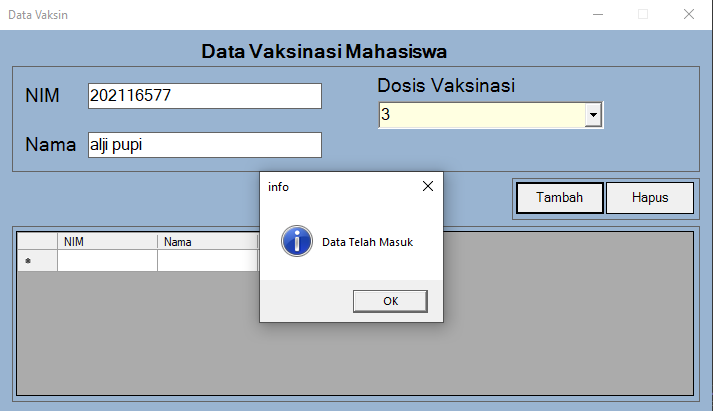 Data Vaksin
Data Vaksinasi Mahasiswa
NIM 202116577
Dosis Vaksinasi
3
Nama alji pupi
Tambah Hapus
NIM Nama
*
info
Data Telah Masuk
OK